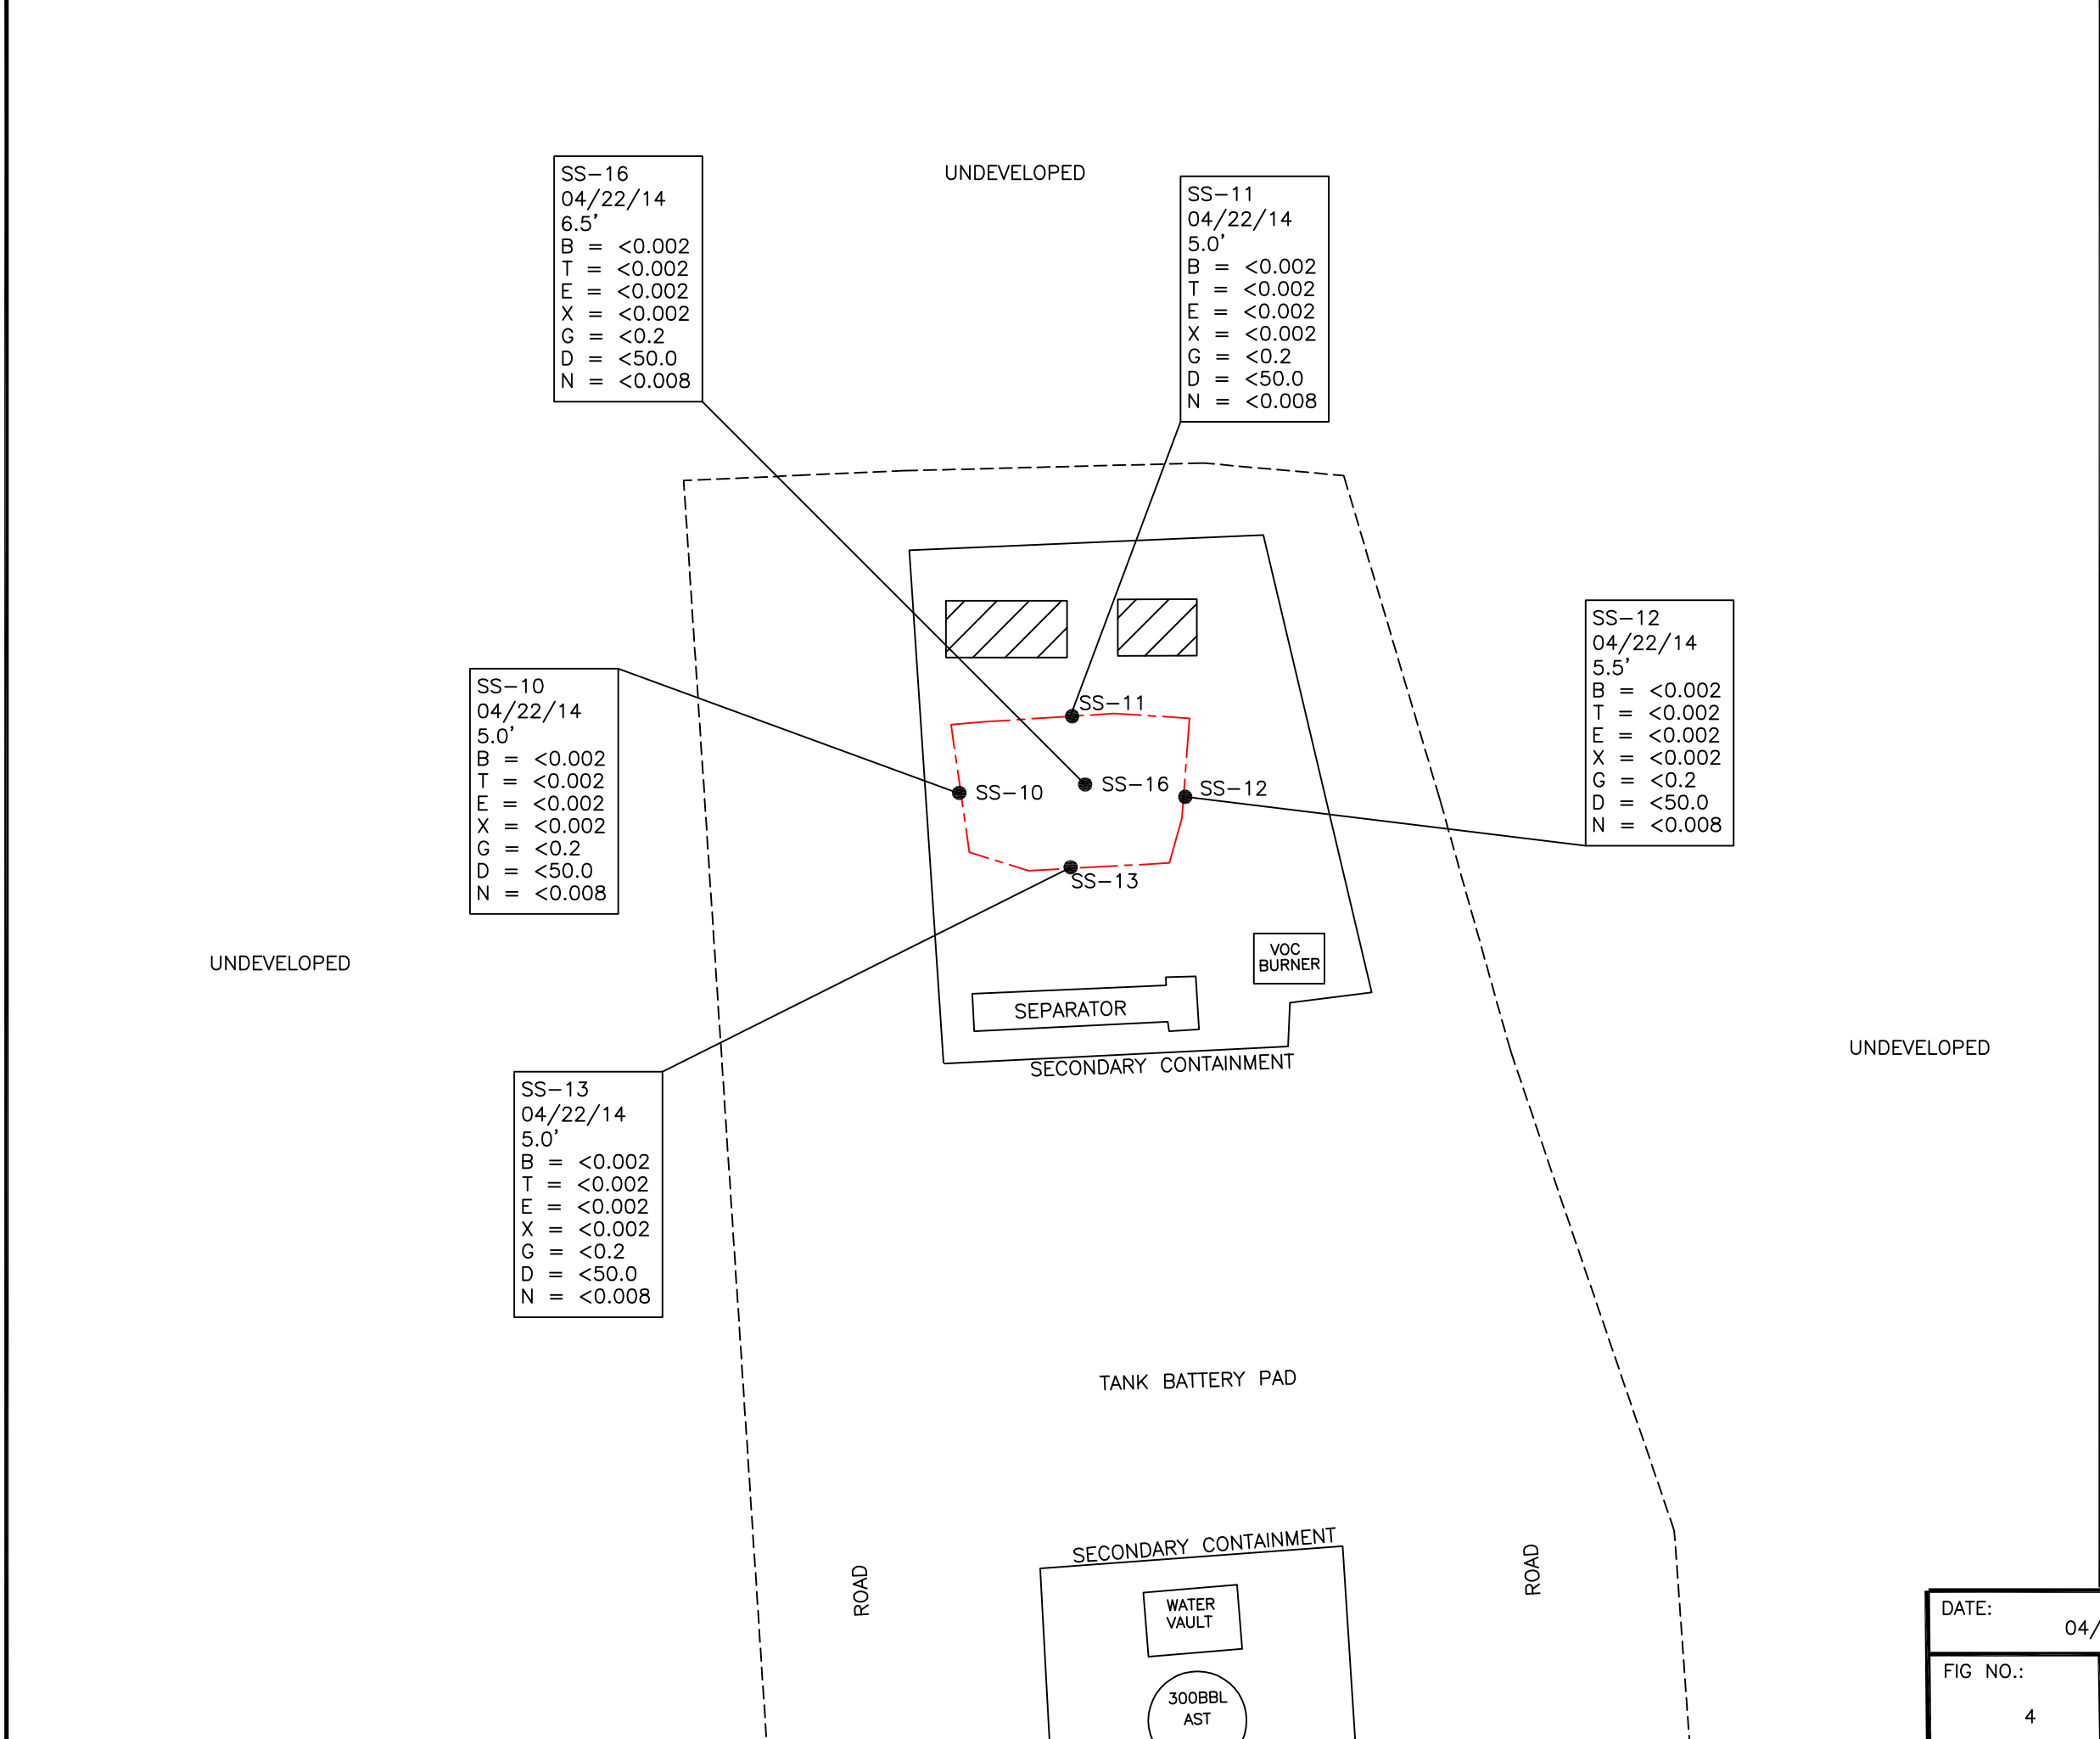 SS-16
04/22/14
6.5'
B = <0.002
T = <0.002
E = <0.002
X = <0.002
G = <0.2
D = <50.0
N = <0.008
UNDEVELOPED
SS-11
04/22/14
5.0'
B = <0.002
T = <0.002
E = <0.002
X = <0.002
G = <0.2
D = <50.0
N = <0.008
SS-12
04/22/14
5.5'
B = <0.002
T = <0.002
E = <0.002
X = <0.002
G = <0.2
D = <50.0
N = <0.008
SS-10
04/22/14
5.0'
B = <0.002
T = <0.002
E = <0.002
X = <0.002
G = <0.2
D = <50.0
N = <0.008
SS-11
SS-10
SS-16
SS-12
SS-13
UNDEVELOPED
VOC
BURNER
SEPARATOR
SECONDARY CONTAINMENT
UNDEVELOPED
SS-13
04/22/14
5.0'
B = <0.002
T = <0.002
E = <0.002
X = <0.002
G = <0.2
D = <50.0
N = <0.008
TANK BATTERY PAD
SECONDARY CONTAINMENT
ROAD
ROAD
WATER
VAULT
300BBL
AST
DATE:
04/
FIG NO.:
4